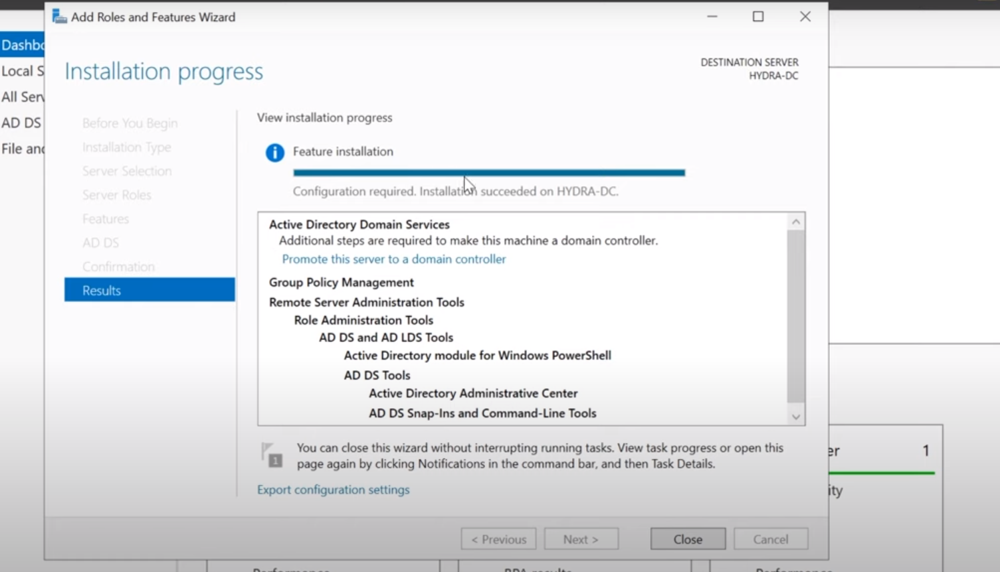 Add Roles and Features Wizard
Installation progress
DESTINATION SERVER
HYDRA-DC
Local S
AD DS
File
Before You Begin
Installation Type
Server Selection
Server Roles
Features
AD DS
Confirmation
Results
View installation progress
Feature installation
Configuration required. Installation succeeded on HYDRA-DC.
Active Directory Domain Services
Additional steps are required to make this machine a domain controller.
Promote this server to a domain controller
Group Policy Management
Remote Server Administration Tools
Role Administration Tools
AD DS and AD LDS Tools
Active Directory module for Windows PowerShell
AD DS Tools
Active Directory Administrative Center
AD DS Snap-Ins and Command-Line Tools
1
You can close this wizard without interrupting running tasks. View task progress or open this
page again by clicking Notifications in the command bar, and then Task Details.
Export configuration settings
< Previous
Next >
Close
Cancel
er 1
ity